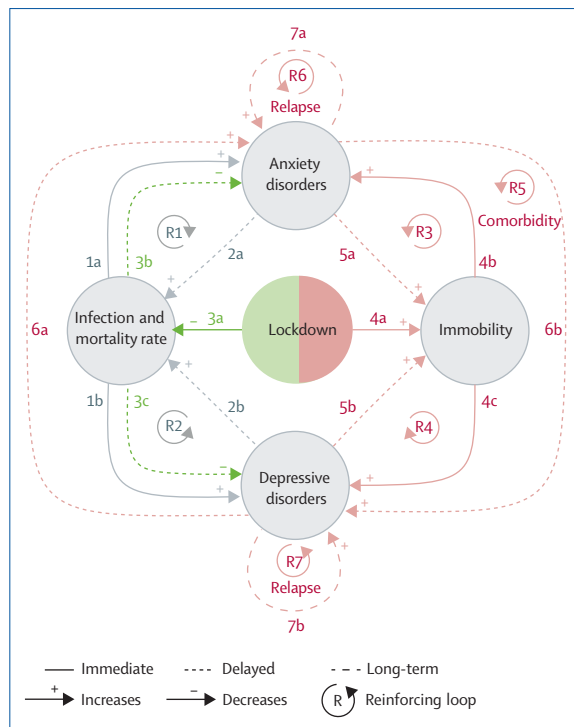 7a
R6
Relapse
+
+
+
Anxiety
disorders
-
+
R5
Comorbidity
R1
R3
1a
3b
2a
5a
4b
+
+
6a
Infection and
mortality rate
-
3a
Lockdown
4a
+
Immobility
6b
1b
3c
+
2b
5b
+
4c
R2
R4
-
+
Depressive
disorders
+
+
R7
+
Relapse
7b
Immediate
Delayed
Long-term
+
Increases
-
Decreases
R
Reinforcing loop